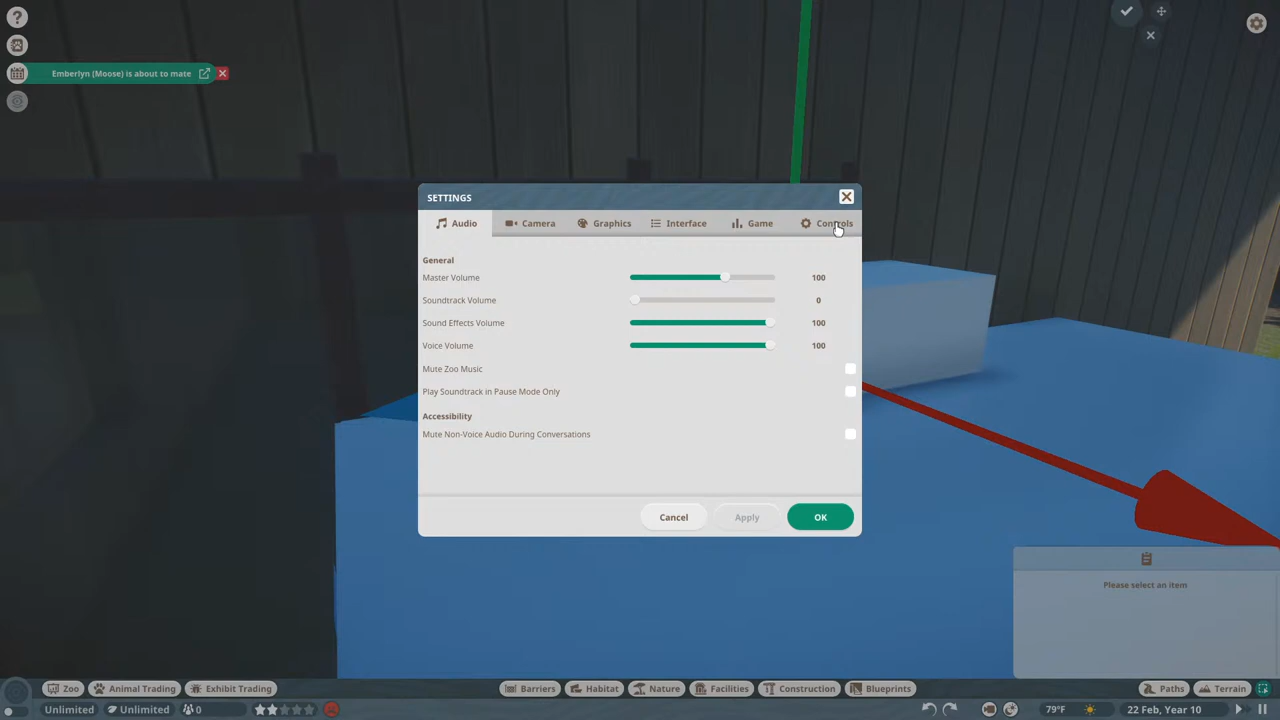 ?
Emberlyn (Moose) is about to mate
SETTINGS
Audio Camera Graphics Interface Game Controls
General
Master Volume 100
Soundtrack Volume 0
Sound Effects Volume 100
Voice Volume 100
Mute Zoo Music
Play Soundtrack in Pause Mode Only
Accessibility
Mute Non-Voice Audio During Conversations
Cancel Apply OK
Please select an item
Zoo Animal Trading Exhibit Trading Barriers Habitat Nature Facilities Construction Blueprints Paths Terrain
Unlimited Unlimited 0 79°F 22 Feb, Year 10